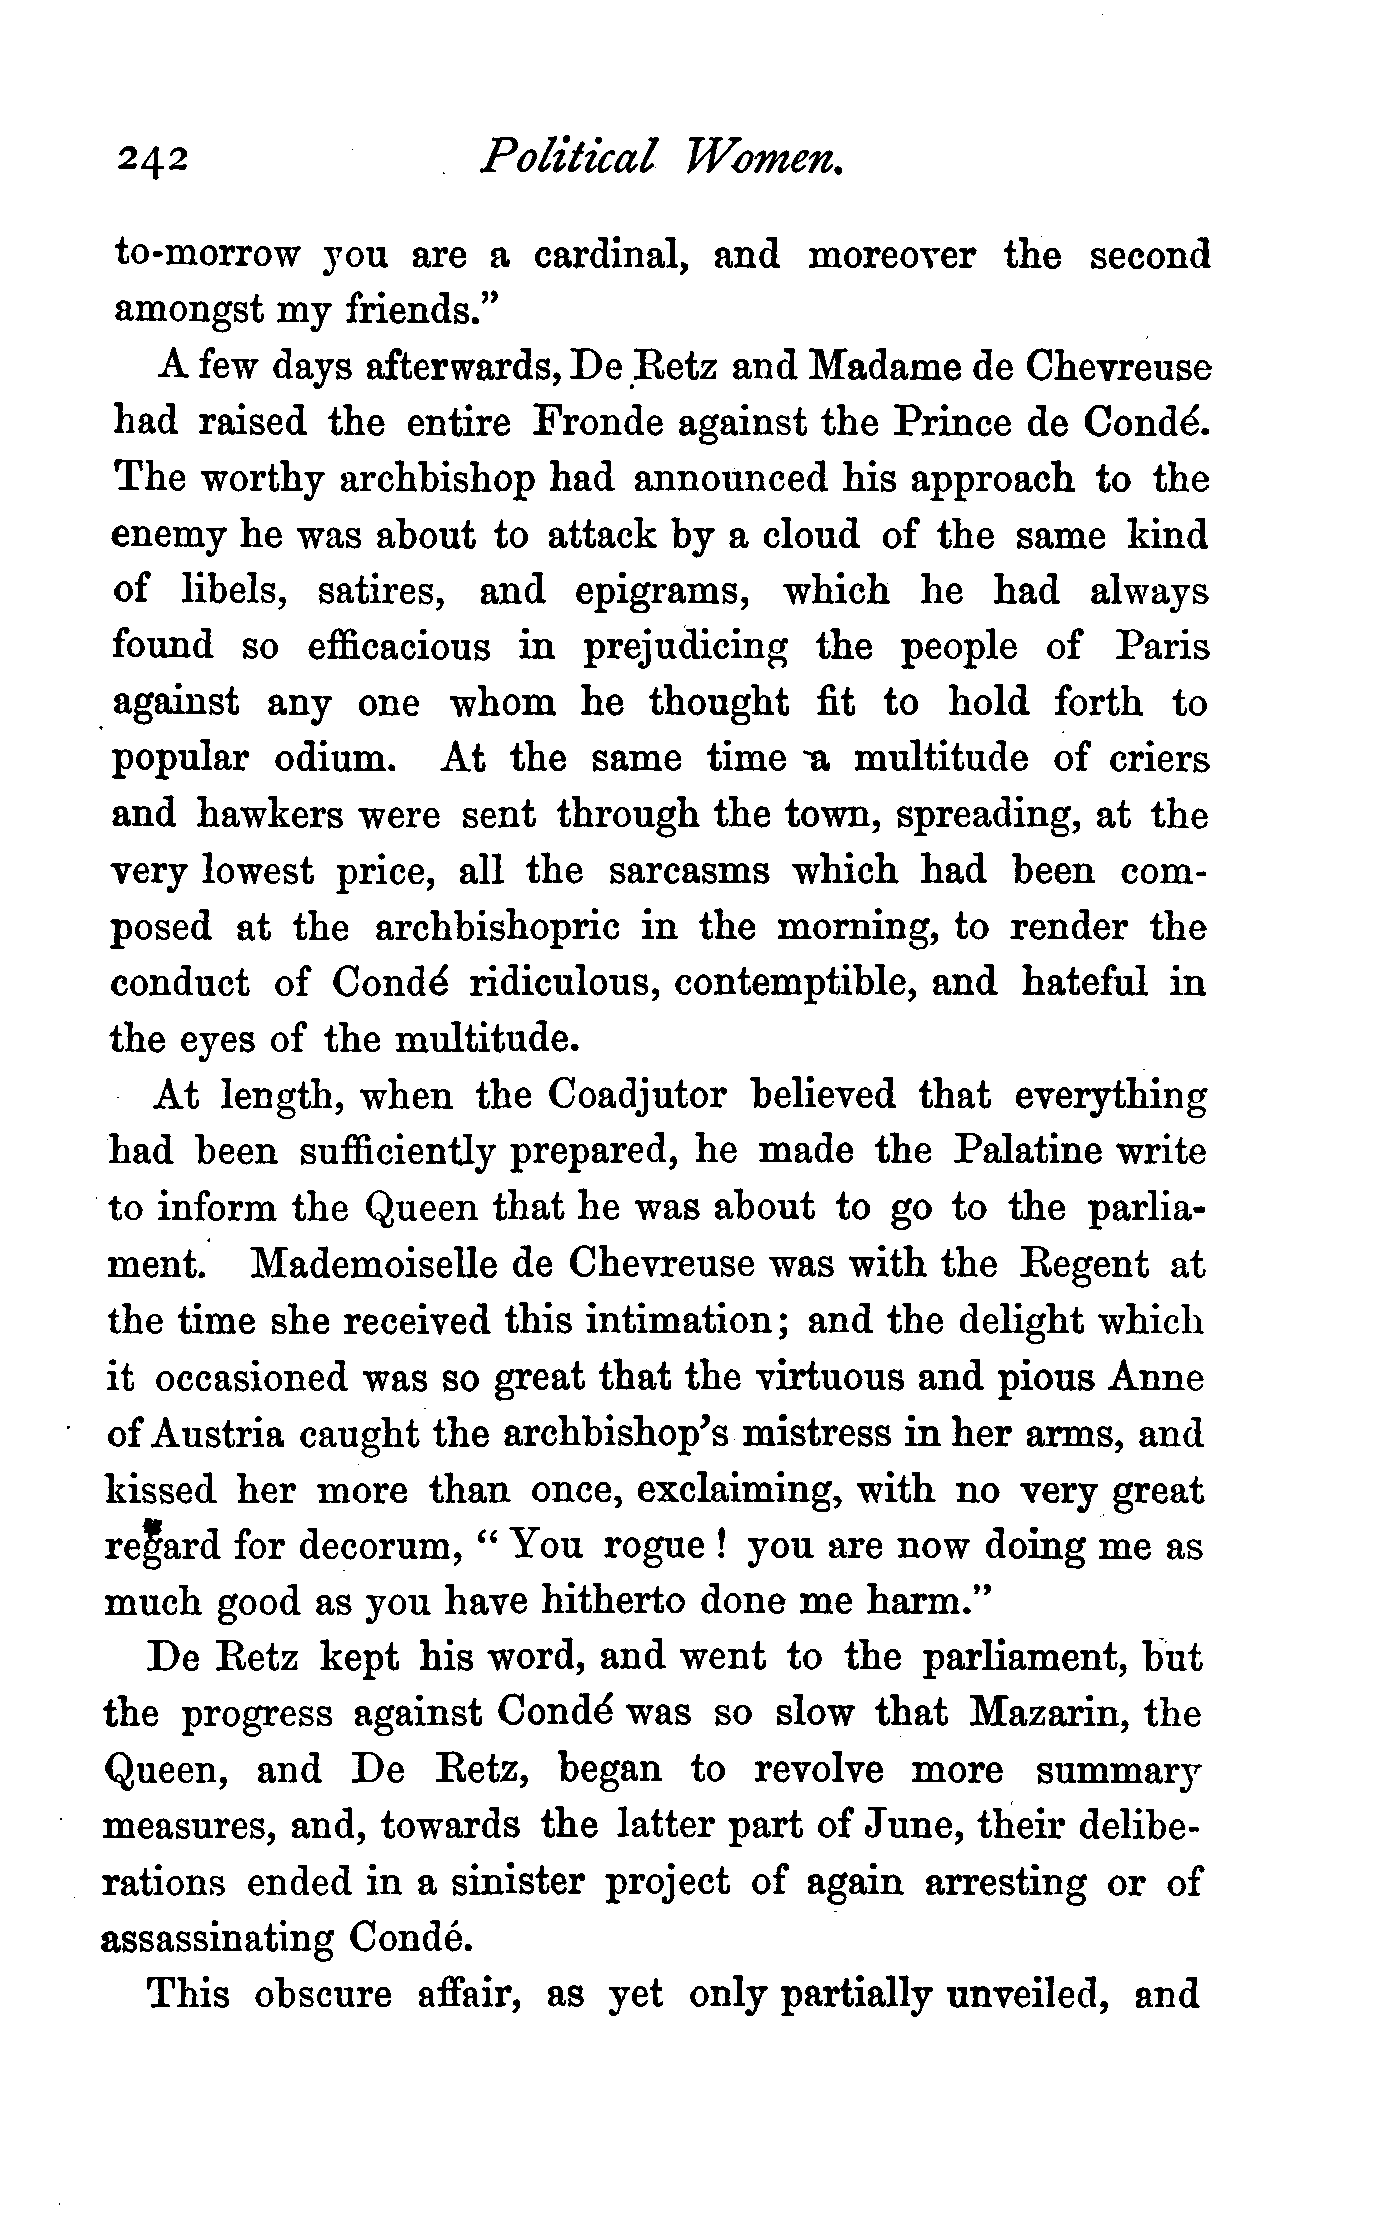 242 Political Women.
to-morrow you are a cardinal, and moreover the second
amongst my friends."
A few days afterwards, De Retz and Madame de Chevreuse
had raised the entire Fronde against the Prince de Condé.
The worthy archbishop had announced his approach to the
enemy he was about to attack by a cloud of the same kind
of libels, satires, and epigrams, which he had always
found so efficacious in prejudicing the people of Paris
against any one whom he thought fit to hold forth to
popular odium. At the same time a multitude of criers
and hawkers were sent through the town, spreading, at the
very lowest price, all the sarcasms which had been com-
posed at the archbishopric in the morning, to render the
conduct of Condé ridiculous, contemptible, and hateful in
the eyes of the multitude.
At length, when the Coadjutor believed that everything
had been sufficiently prepared, he made the Palatine write
to inform the Queen that he was about to go to the parlia-
ment. Mademoiselle de Chevreuse was with the Regent at
the time she received this intimation; and the delight which
it occasioned was so great that the virtuous and pious Anne
of Austria caught the archbishop's mistress in her arms, and
kissed her more than once, exclaiming, with no very great
regard for decorum, "You rogue! you are now doing me as
much good as you have hitherto done me harm."
De Retz kept his word, and went to the parliament, but
the progress against Condé was so slow that Mazarin, the
Queen, and De Retz, began to revolve more summary
measures, and, towards the latter part of June, their delibe-
rations ended in a sinister project of again arresting or of
assassinating Condé.
This obscure affair, as yet only partially unveiled, and